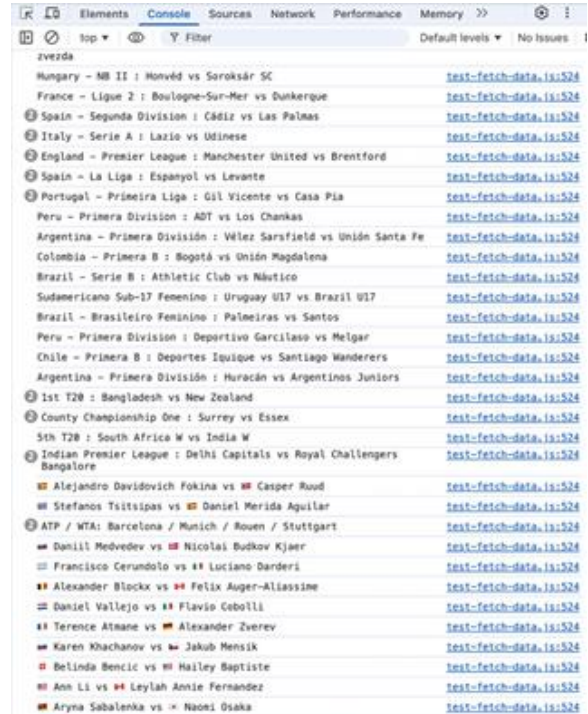 Elements Console Sources Network Performance Memory
top Filter Default levels No Issues
zvezda
Hungary – NB II : Honvéd vs Soroksár SC test-fetch-data.js:524
France – Ligue 2 : Boulogne-Sur-Mer vs Dunkerque test-fetch-data.js:524
2 Spain – Segunda Division : Cádiz vs Las Palmas test-fetch-data.js:524
2 Italy – Serie A : Lazio vs Udinese test-fetch-data.js:524
2 England – Premier League : Manchester United vs Brentford test-fetch-data.js:524
2 Spain – La Liga : Espanyol vs Levante test-fetch-data.js:524
2 Portugal – Primeira Liga : Gil Vicente vs Casa Pia test-fetch-data.js:524
Peru – Primera Division : ADT vs Los Chankas test-fetch-data.js:524
Argentina – Primera División : Vélez Sarsfield vs Unión Santa Fe test-fetch-data.js:524
Colombia – Primera B : Bogotá vs Unión Magdalena test-fetch-data.js:524
Brazil – Serie B : Athletic Club vs Náutico test-fetch-data.js:524
Sudamericano Sub-17 Femenino : Uruguay U17 vs Brazil U17 test-fetch-data.js:524
Brazil – Brasileiro Feminino : Palmeiras vs Santos test-fetch-data.js:524
Peru – Primera Division : Deportivo Garcilaso vs Melgar test-fetch-data.js:524
Chile – Primera B : Deportes Iquique vs Santiago Wanderers test-fetch-data.js:524
Argentina – Primera División : Huracán vs Argentinos Juniors test-fetch-data.js:524
2 1st T20 : Bangladesh vs New Zealand test-fetch-data.js:524
2 County Championship One : Surrey vs Essex test-fetch-data.js:524
5th T20 : South Africa W vs India W test-fetch-data.js:524
2 Indian Premier League : Delhi Capitals vs Royal Challengers test-fetch-data.js:524
Bangalore
Alejandro Davidovich Fokina vs Casper Ruud test-fetch-data.js:524
Stefanos Tsitsipas vs Daniel Merida Aguilar test-fetch-data.js:524
2 ATP / WTA: Barcelona / Munich / Rouen / Stuttgart test-fetch-data.js:524
Daniil Medvedev vs Nicolai Budkov Kjaer test-fetch-data.js:524
Francisco Cerundolo vs Luciano Darderi test-fetch-data.js:524
Alexander Blockx vs Felix Auger-Aliassime test-fetch-data.js:524
Daniel Vallejo vs Flavio Cobolli test-fetch-data.js:524
Terence Atmane vs Alexander Zverev test-fetch-data.js:524
Karen Khachanov vs Jakub Mensik test-fetch-data.js:524
Belinda Bencic vs Hailey Baptiste test-fetch-data.js:524
Ann Li vs Leylah Annie Fernandez test-fetch-data.js:524
Aryna Sabalenka vs Naomi Osaka test-fetch-data.js:524